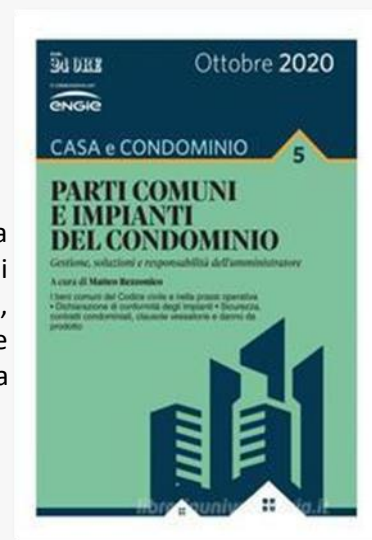 24 ORE
Ottobre 2020
ENGIE
CASA e CONDOMINIO
5
PARTI COMUNI
E IMPIANTI
DEL CONDOMINIO
Gestione, soluzioni e responsabilità dell'amministratore
A cura di Matteo Rezzonico
I beni comuni del Codice civile e nella prassi operativa
• Dichiarazione di conformità degli impianti • Sicurezza,
contratti condominiali, clausole vessatorie e danno da
prodotto
a
i
,
e
a